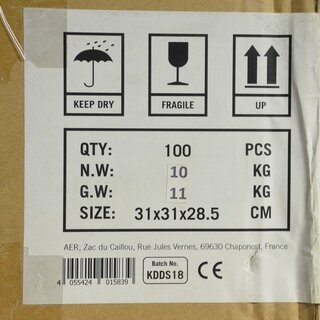 KEEP DRY FRAGILE UP
QTY: 100 PCS
N.W: 10 KG
G.W: 11 KG
SIZE: 31x31x28.5 CM
AER, Zac du Caillou, Rue Jules Vernes, 69630 Chaponost, France
Batch No.
KDDS18 CE
4 055424 015839